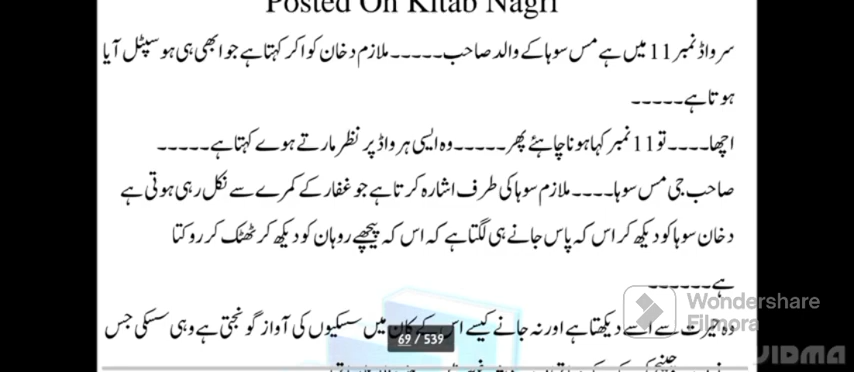 Posted On Kitab Nagri
سر واڈ نمبر 11 میں ہے مس سوہا کے والد صاحب۔۔۔۔۔ ملازم دخان کو اکر کہتا ہے جو ابھی ہی ہو سپٹل آیا
ہوتا ہے۔۔۔۔۔
اچھا۔۔۔۔ تو 11 نمبر کہا ہونا چاہئے پھر۔۔۔۔۔ وہ ایسی ہر واڈ پر نظر مارتے ہوے کہتا ہے۔۔۔۔۔
صاحب جی مس سوہا۔۔۔۔ ملازم سوہا کی طرف اشارہ کرتا ہے جو غفار کے کمرے سے نکل رہی ہوتی ہے
دخان سوہا کو دیکھ کر اس کہ پاس جانے ہی لگتا ہے کہ اس کہ پیچھے روہان کو دیکھ کر ٹھٹک کر روکتا
ہے۔۔۔۔۔۔
وہ حیرت سے اسے دیکھتا ہے اور نہ جانے کیسے اس کے کان میں سسکیوں کی آواز گونجتی ہے وہی سسکی جس
69 / 539
Wondershare
Filmora
VIDMA